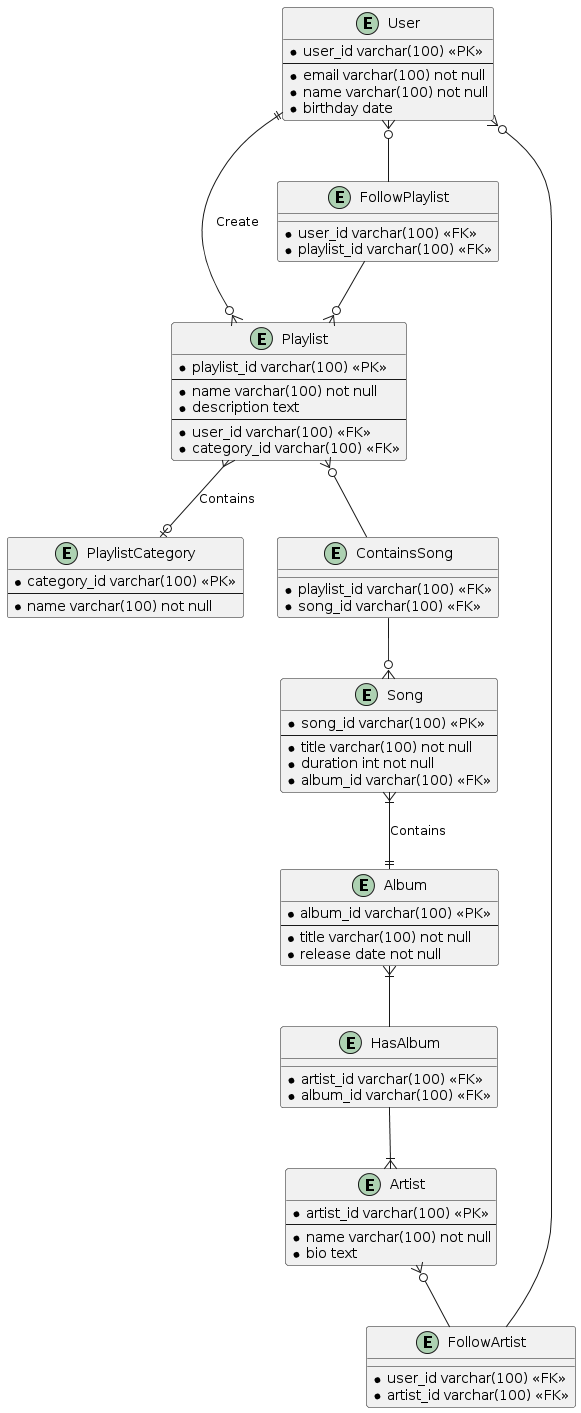 E User
user_id varchar(100) «PK»
email varchar(100) not null
name varchar(100) not null
birthday date
E FollowPlaylist
user_id varchar(100) «FK»
playlist_id varchar(100) «FK»
Create
E Playlist
playlist_id varchar(100) «PK»
name varchar(100) not null
description text
user_id varchar(100) «FK»
category_id varchar(100) «FK»
Contains
E PlaylistCategory
category_id varchar(100) «PK»
name varchar(100) not null
E ContainsSong
playlist_id varchar(100) «FK»
song_id varchar(100) «FK»
E Song
song_id varchar(100) «PK»
title varchar(100) not null
duration int not null
album_id varchar(100) «FK»
Contains
E Album
album_id varchar(100) «PK»
title varchar(100) not null
release date not null
E HasAlbum
artist_id varchar(100) «FK»
album_id varchar(100) «FK»
E Artist
artist_id varchar(100) «PK»
name varchar(100) not null
bio text
E FollowArtist
user_id varchar(100) «FK»
artist_id varchar(100) «FK»